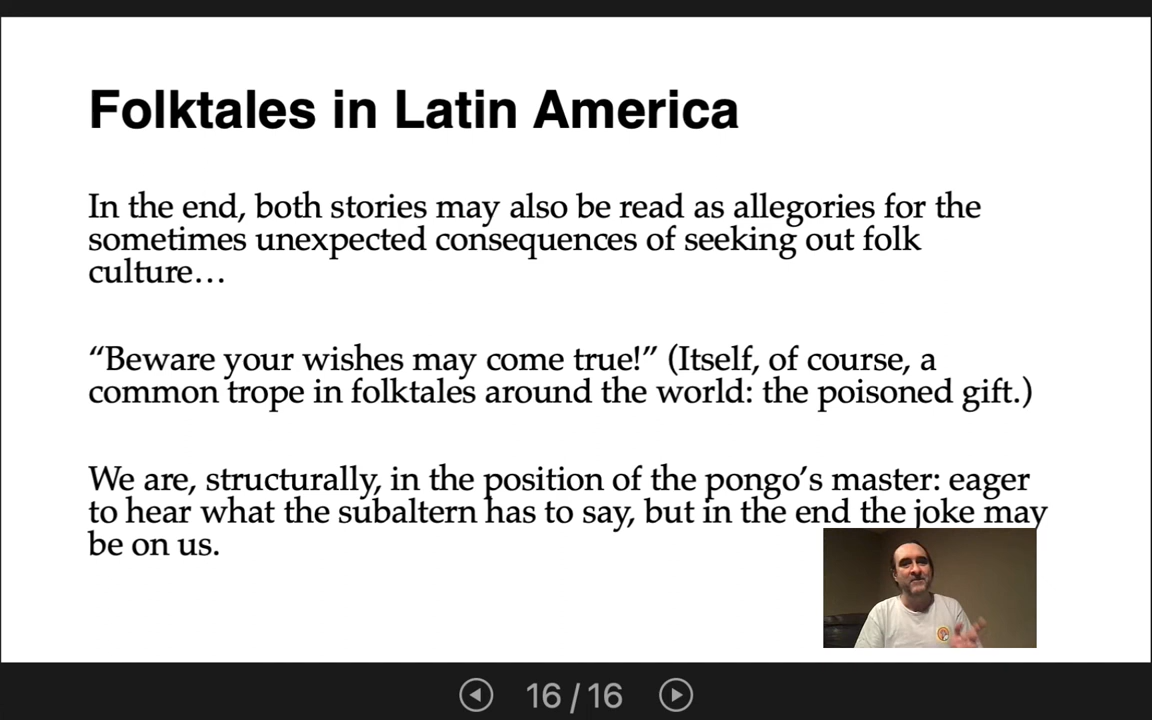 Folktales in Latin America
In the end, both stories may also be read as allegories for the
sometimes unexpected consequences of seeking out folk
culture…
“Beware your wishes may come true!” (Itself, of course, a
common trope in folktales around the world: the poisoned gift.)
We are, structurally, in the position of the pongo’s master: eager
to hear what the subaltern has to say, but in the end the joke may
be on us.
16/16